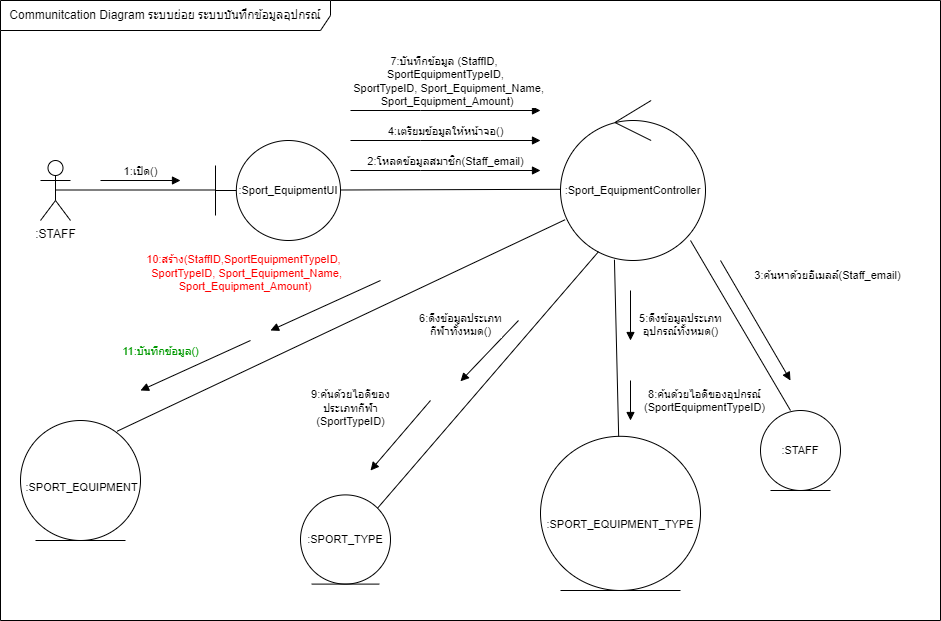 Communitcation Diagram ระบบย่อย ระบบบันทึกข้อมูลอุปกรณ์
7:บันทึกข้อมูล (StaffID,
SportEquipmentTypeID,
SportTypeID, Sport_Equipment_Name,
Sport_Equipment_Amount)
4:เตรียมข้อมูลให้หน้าจอ()
2:โหลดข้อมูลสมาชิก(Staff_email)
1:เปิด()
:STAFF
:Sport_EquipmentUI
:Sport_EquipmentController
10:สร้าง(StaffID,SportEquipmentTypeID,
SportTypeID, Sport_Equipment_Name,
Sport_Equipment_Amount)
11:บันทึกข้อมูล()
6:ดึงข้อมูลประเภท
กีฬาทั้งหมด()
5:ดึงข้อมูลประเภท
อุปกรณ์ทั้งหมด()
3:ค้นหาด้วยอีเมลล์(Staff_email)
9:ค้นด้วยไอดีของ
ประเภทกีฬา
(SportTypeID)
8:ค้นด้วยไอดีของอุปกรณ์
(SportEquipmentTypeID)
:SPORT_EQUIPMENT
:SPORT_TYPE
:SPORT_EQUIPMENT_TYPE
:STAFF